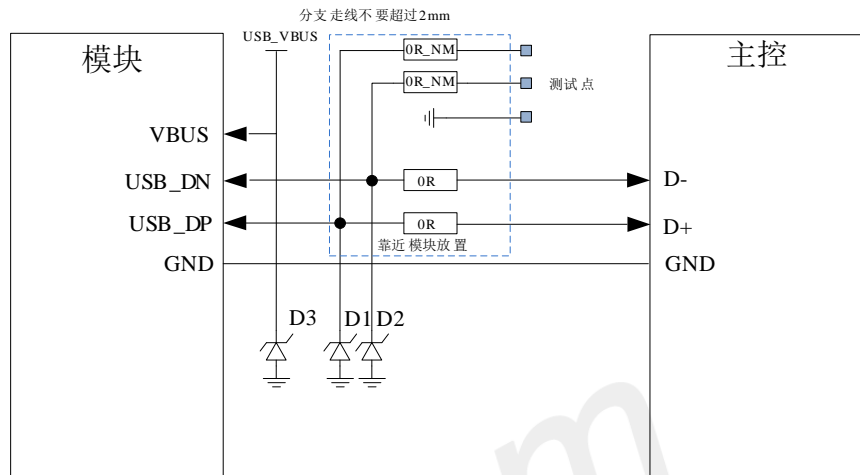 分支走线不要超过2mm
USB_VBUS
模块
主控
0R_NM
0R_NM
测试点
VBUS
USB_DN
0R
D-
USB_DP
0R
D+
靠近模块放置
GND
GND
D3
D1
D2